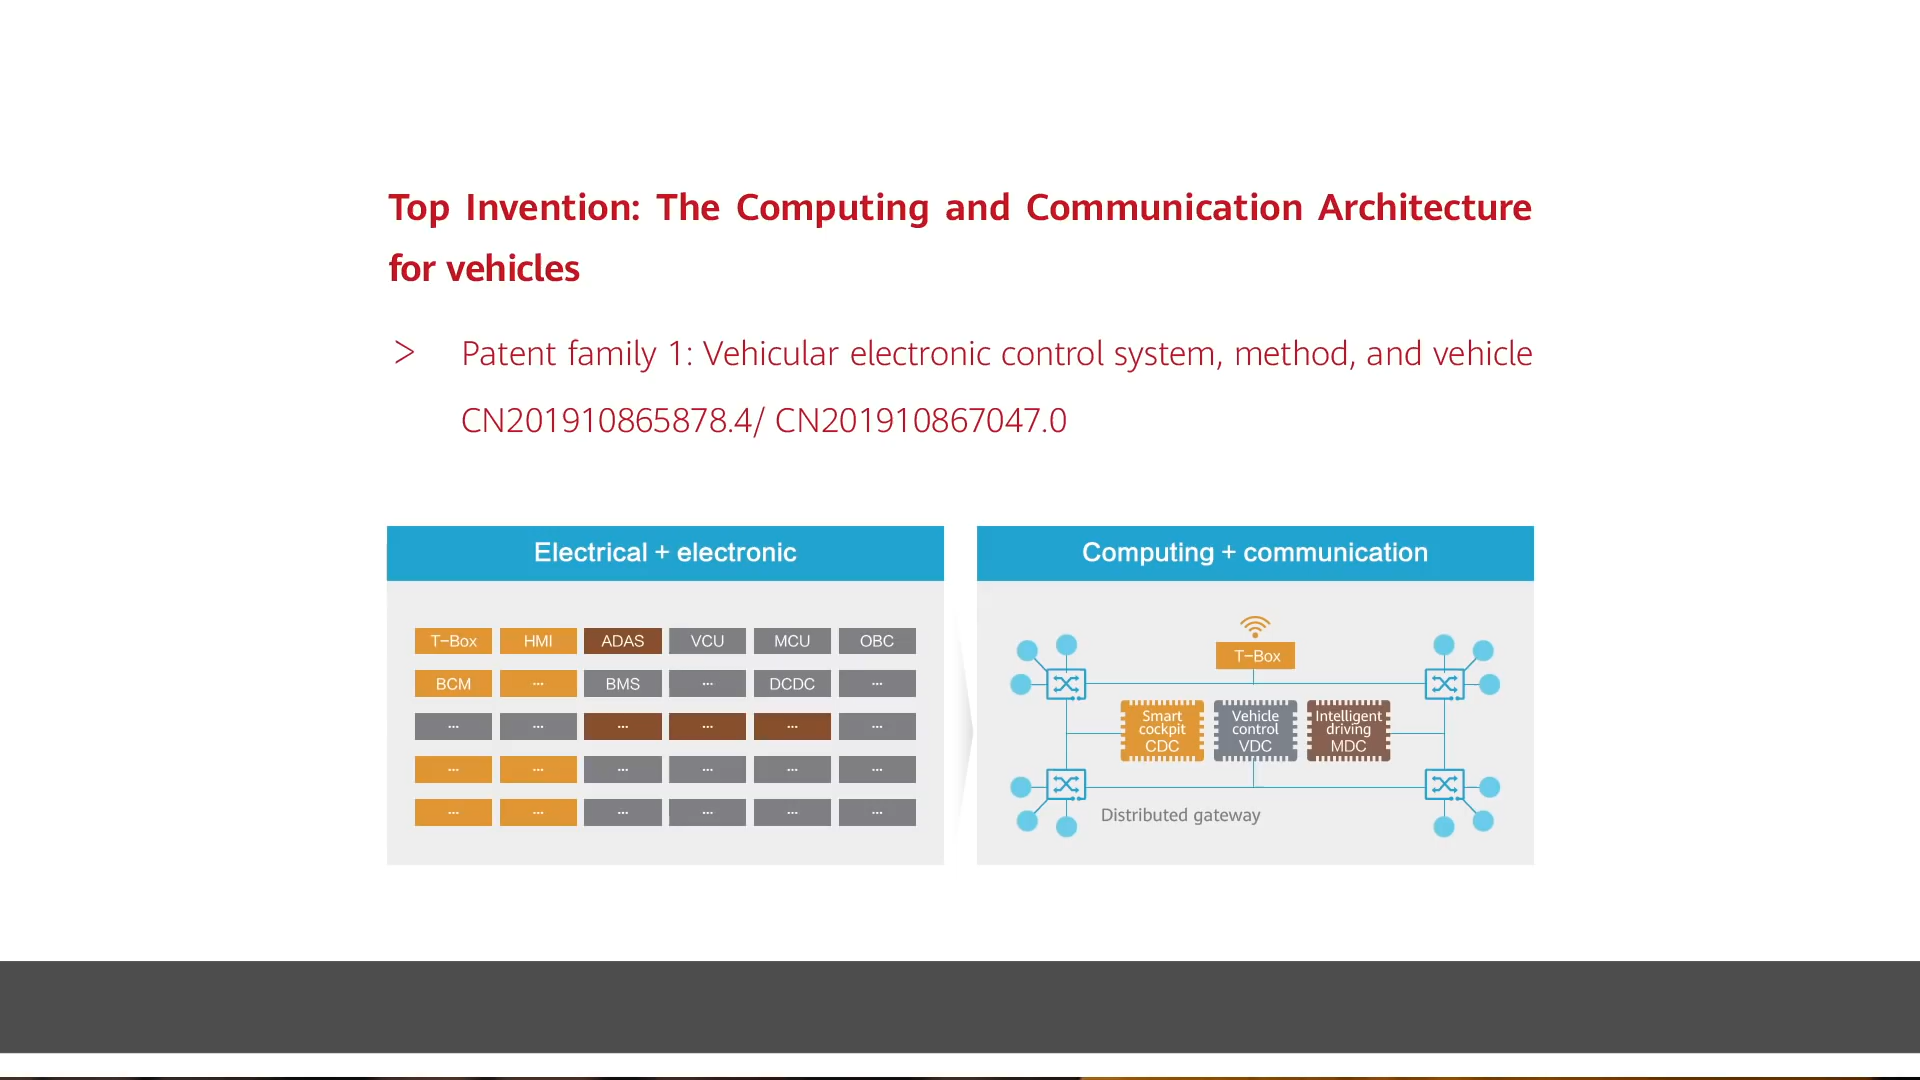 Top Invention: The Computing and Communication Architecture
for vehicles
> Patent family 1: Vehicular electronic control system, method, and vehicle
CN201910865878.4/ CN201910867047.0
Electrical + electronic
T-Box HMI ADAS VCU MCU OBC
BCM ... BMS ... DCDC ...
... ... ... ... ... ...
... ... ... ... ... ...
... ... ... ... ... ...
Computing + communication
T-Box
Smart
cockpit
CDC
Vehicle
control
VDC
Intelligent
driving
MDC
Distributed gateway